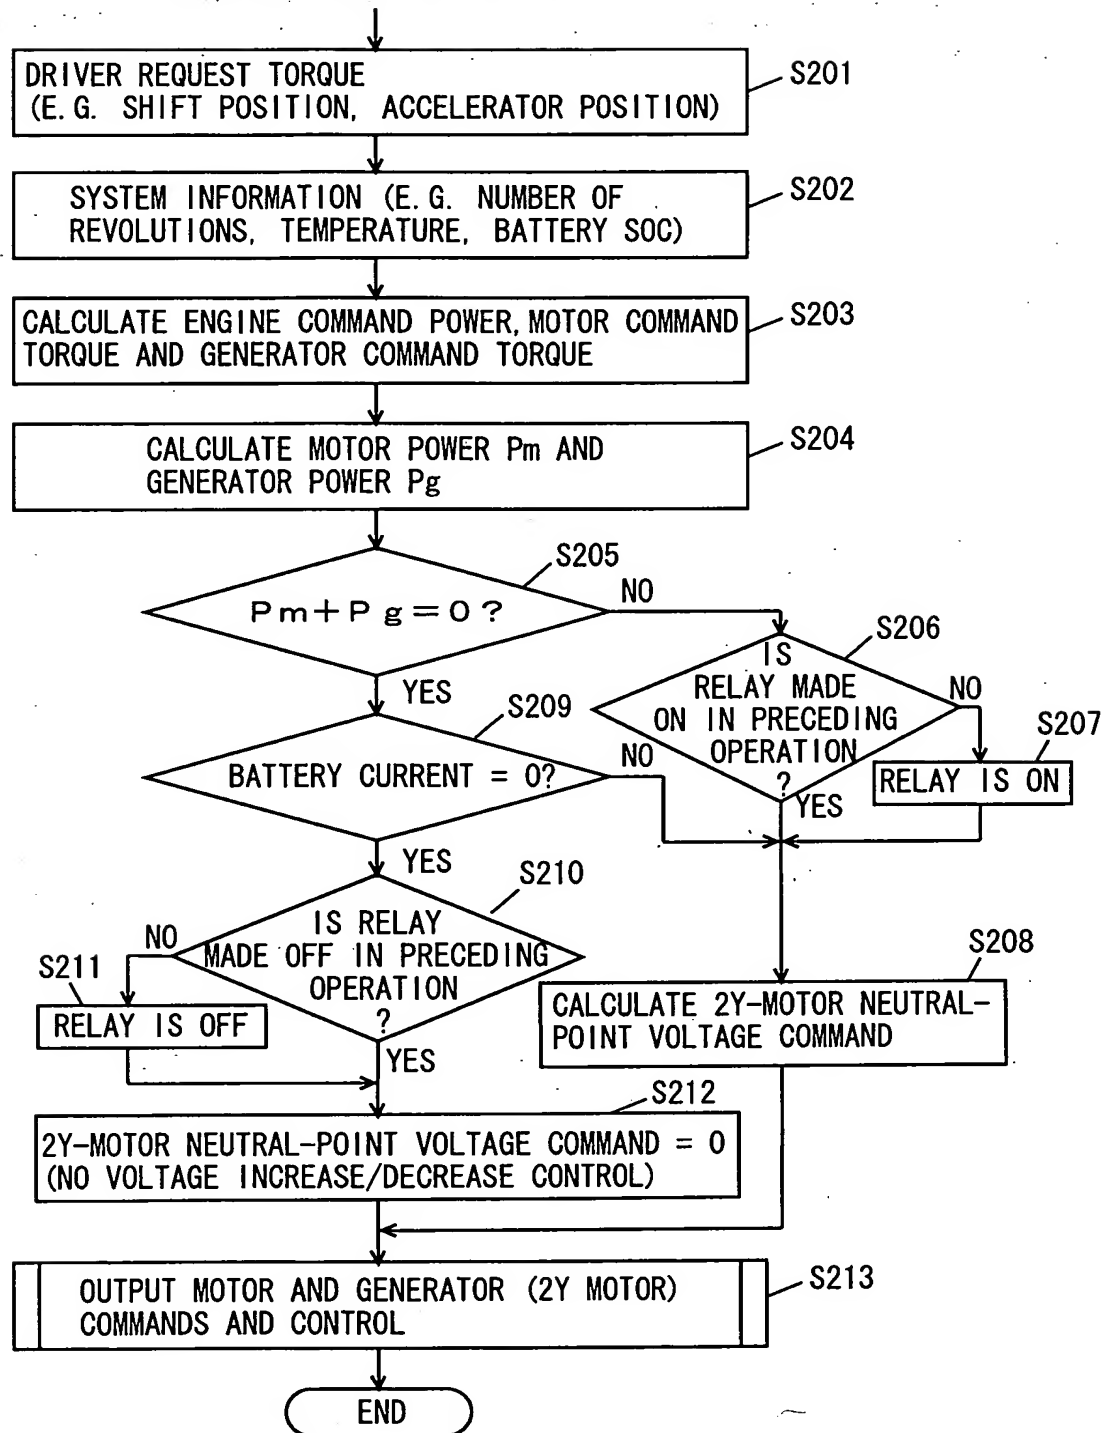 DRIVER REQUEST TORQUE
(E.G. SHIFT POSITION, ACCELERATOR POSITION)
S201
SYSTEM INFORMATION (E.G. NUMBER OF
REVOLUTIONS, TEMPERATURE, BATTERY SOC)
S202
CALCULATE ENGINE COMMAND POWER, MOTOR COMMAND
TORQUE AND GENERATOR COMMAND TORQUE
S203
CALCULATE MOTOR POWER Pm AND
GENERATOR POWER Pg
S204
Pm+Pg=0?
S205
NO
YES
IS
RELAY MADE
ON IN PRECEDING
OPERATION
?
S206
NO
YES
S207
RELAY IS ON
BATTERY CURRENT = 0?
S209
NO
YES
IS RELAY
MADE OFF IN PRECEDING
OPERATION
?
S210
NO
YES
S211
RELAY IS OFF
S208
CALCULATE 2Y-MOTOR NEUTRAL-
POINT VOLTAGE COMMAND
S212
2Y-MOTOR NEUTRAL-POINT VOLTAGE COMMAND = 0
(NO VOLTAGE INCREASE/DECREASE CONTROL)
OUTPUT MOTOR AND GENERATOR (2Y MOTOR)
COMMANDS AND CONTROL
S213
END